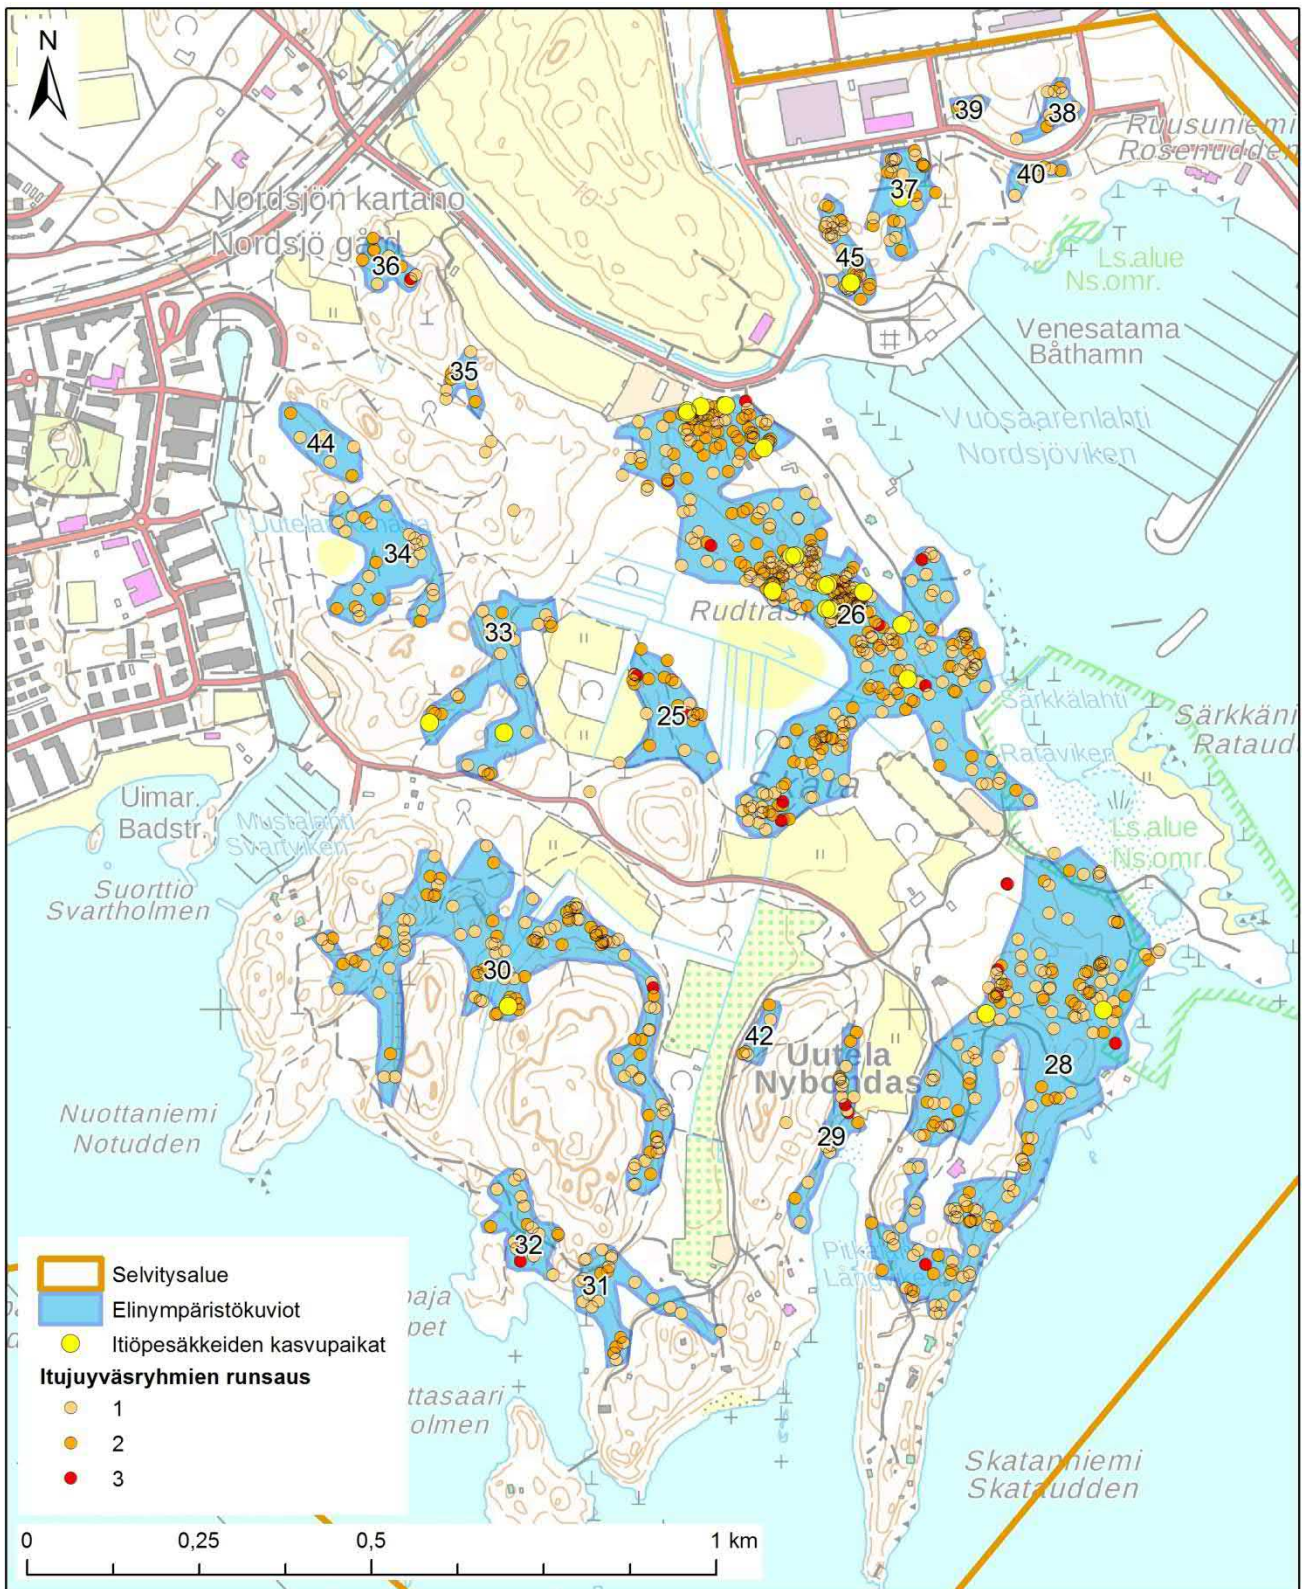 N
Ruusuniemi
Rosenudden
39
38
37
40
Nordsjön kartano
Nordsjö gård
36
45
Ls.alue
Ns.omr.
Venesatama
Båthamn
35
44
Vuosaarenlahti
Nordsjöviken
34
33
Rudträsk
26
25
Särkkälahti
Rataviken
Skata
Uimar.
Badstr.
Mustalahti
Svartviken
Ls.alue
Ns.omr.
Suorttio
Svartholmen
30
42
Uutela
Nybondas
28
29
Nuottaniemi
Notudden
32
31
Skatanniemi
Skataudden
Selvitysalue
Elinympäristökuviot
Itiöpesäkkeiden kasvupaikat
Itujuyväsryhmien runsaus
1
2
3
0 0,25 0,5 1 km